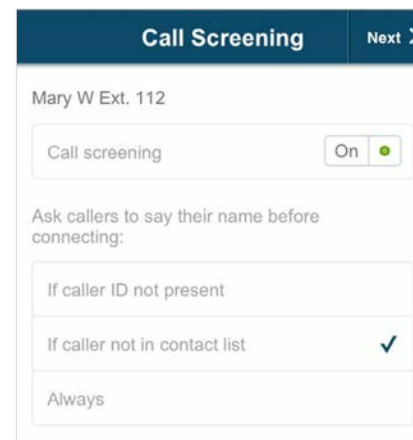 Call Screening
Next
Mary W Ext. 112
Call screening
On
Ask callers to say their name before
connecting:
If caller ID not present
If caller not in contact list
Always